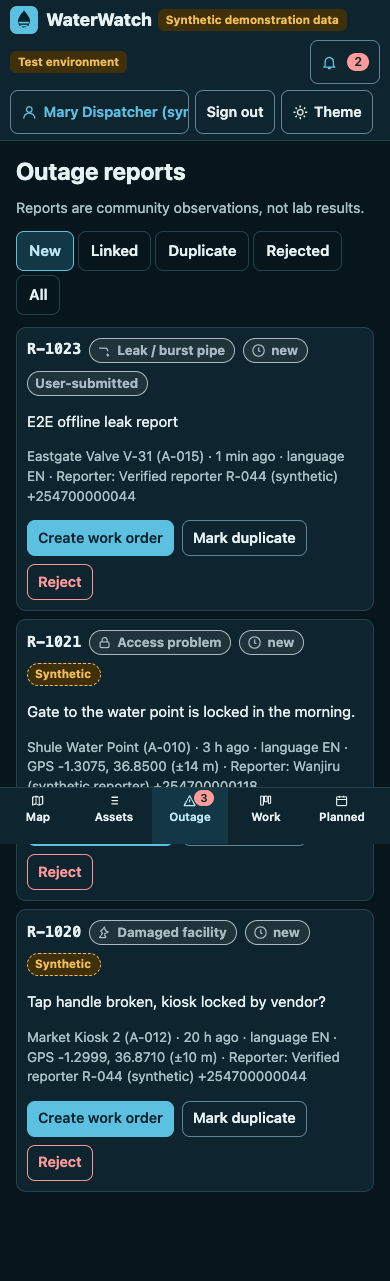 WaterWatch Synthetic demonstration data
Test environment
2
Mary Dispatcher (syr Sign out Theme
Outage reports
Reports are community observations, not lab results.
New Linked Duplicate Rejected
All
R-1023 Leak / burst pipe new
User-submitted
E2E offline leak report
Eastgate Valve V-31 (A-015) · 1 min ago · language
EN · Reporter: Verified reporter R-044 (synthetic)
+254700000044
Create work order Mark duplicate
Reject
R-1021 Access problem new
Synthetic
Gate to the water point is locked in the morning.
Shule Water Point (A-010) · 3 h ago · language EN ·
GPS -1.3075, 36.8500 (±14 m) · Reporter: Wanjiru
(synthetic reporter) +254700000118
Map Assets Outage 3 Work Planned
Reject
R-1020 Damaged facility new
Synthetic
Tap handle broken, kiosk locked by vendor?
Market Kiosk 2 (A-012) · 20 h ago · language EN ·
GPS -1.2999, 36.8710 (±10 m) · Reporter: Verified
reporter R-044 (synthetic) +254700000044
Create work order Mark duplicate
Reject